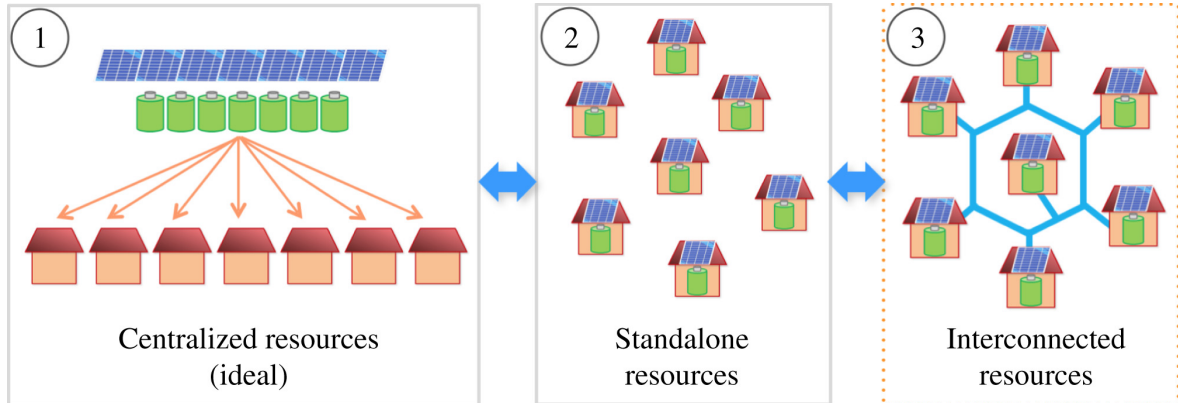 1
2
3
Centralized resources
(ideal)
Standalone
resources
Interconnected
resources